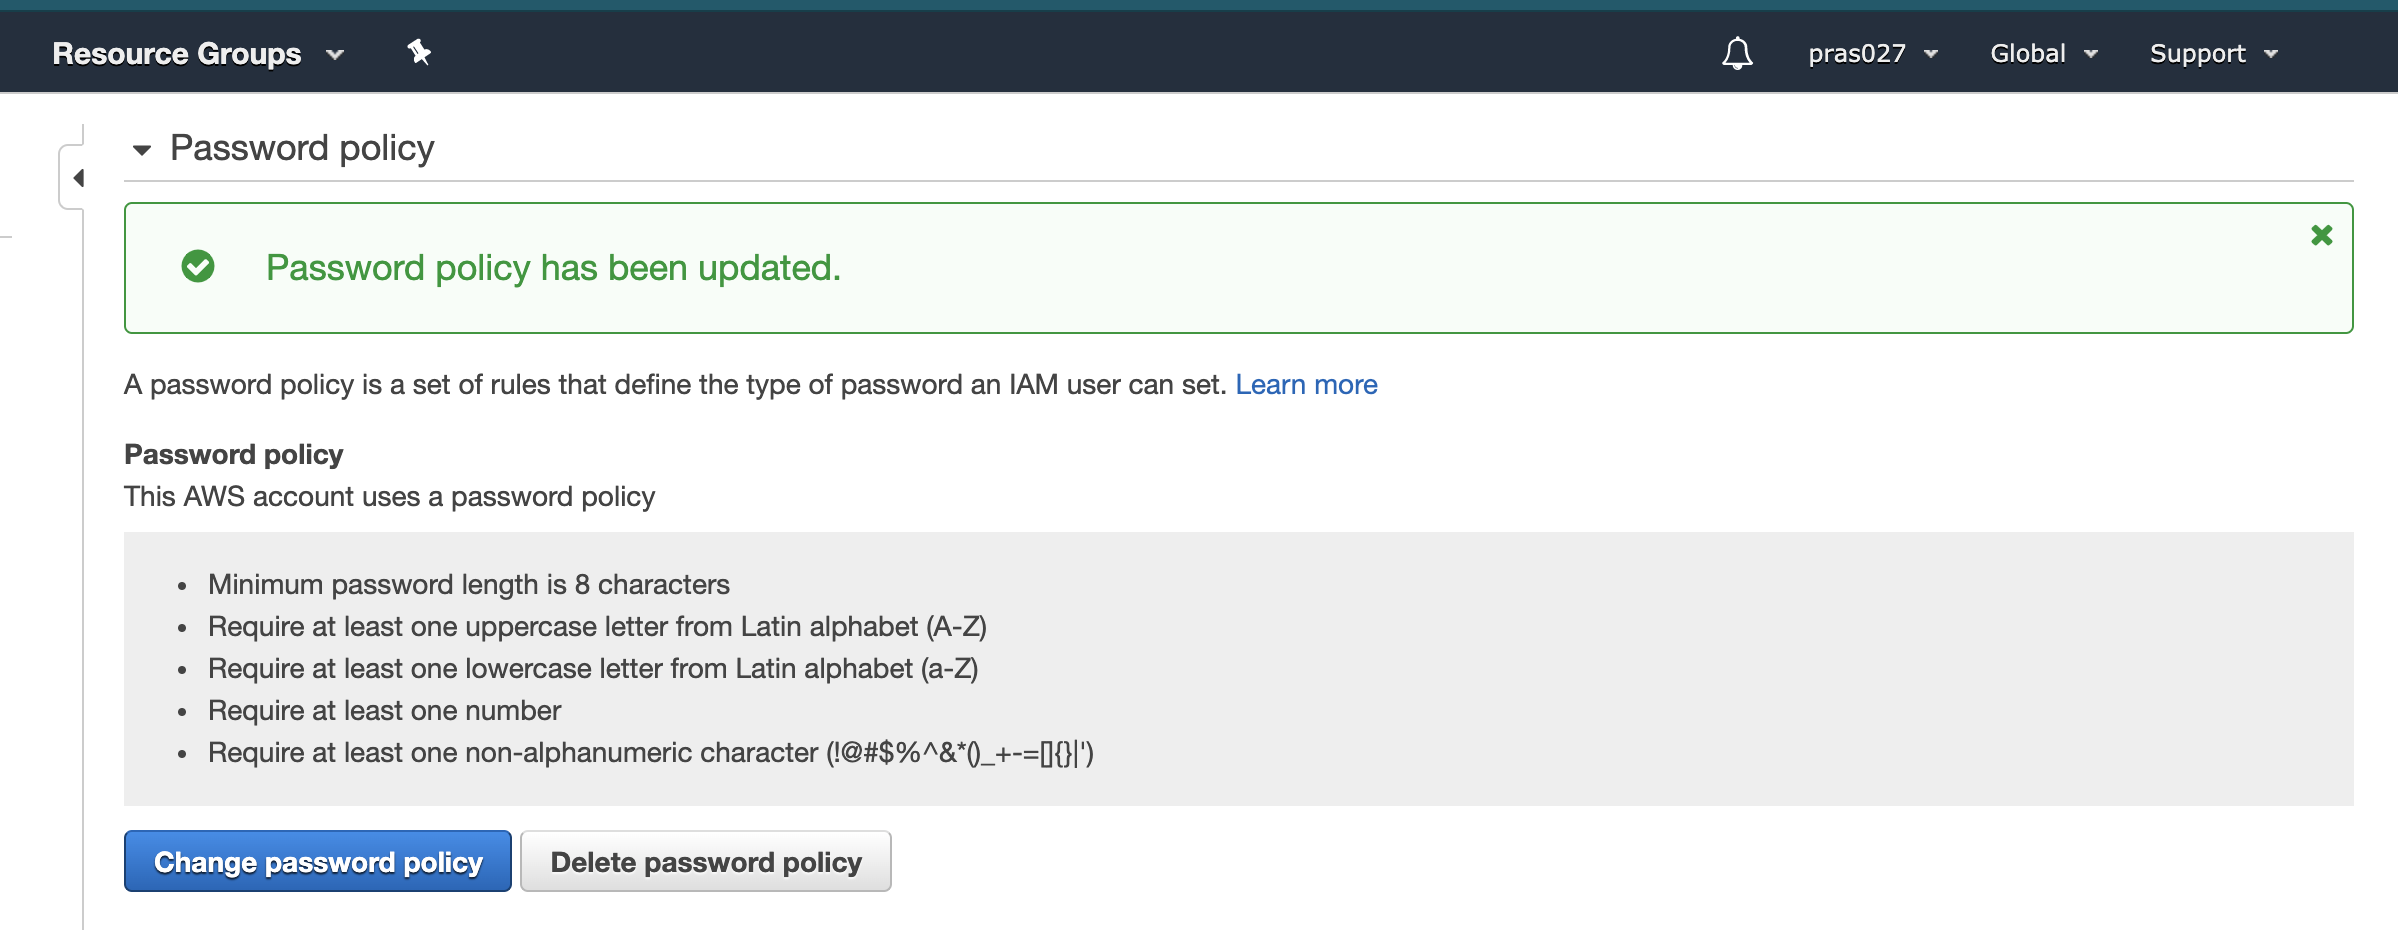 Resource Groups pras027 Global Support
Password policy
Password policy has been updated.
A password policy is a set of rules that define the type of password an IAM user can set. Learn more
Password policy
This AWS account uses a password policy
• Minimum password length is 8 characters
• Require at least one uppercase letter from Latin alphabet (A-Z)
• Require at least one lowercase letter from Latin alphabet (a-Z)
• Require at least one number
• Require at least one non-alphanumeric character (!@#$%^&*()_+-=[]{}|')
Change password policy Delete password policy